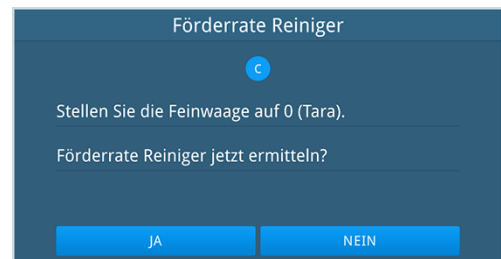 Förderrate Reiniger
C
Stellen Sie die Feinwaage auf 0 (Tara).
Förderrate Reiniger jetzt ermitteln?
JA NEIN